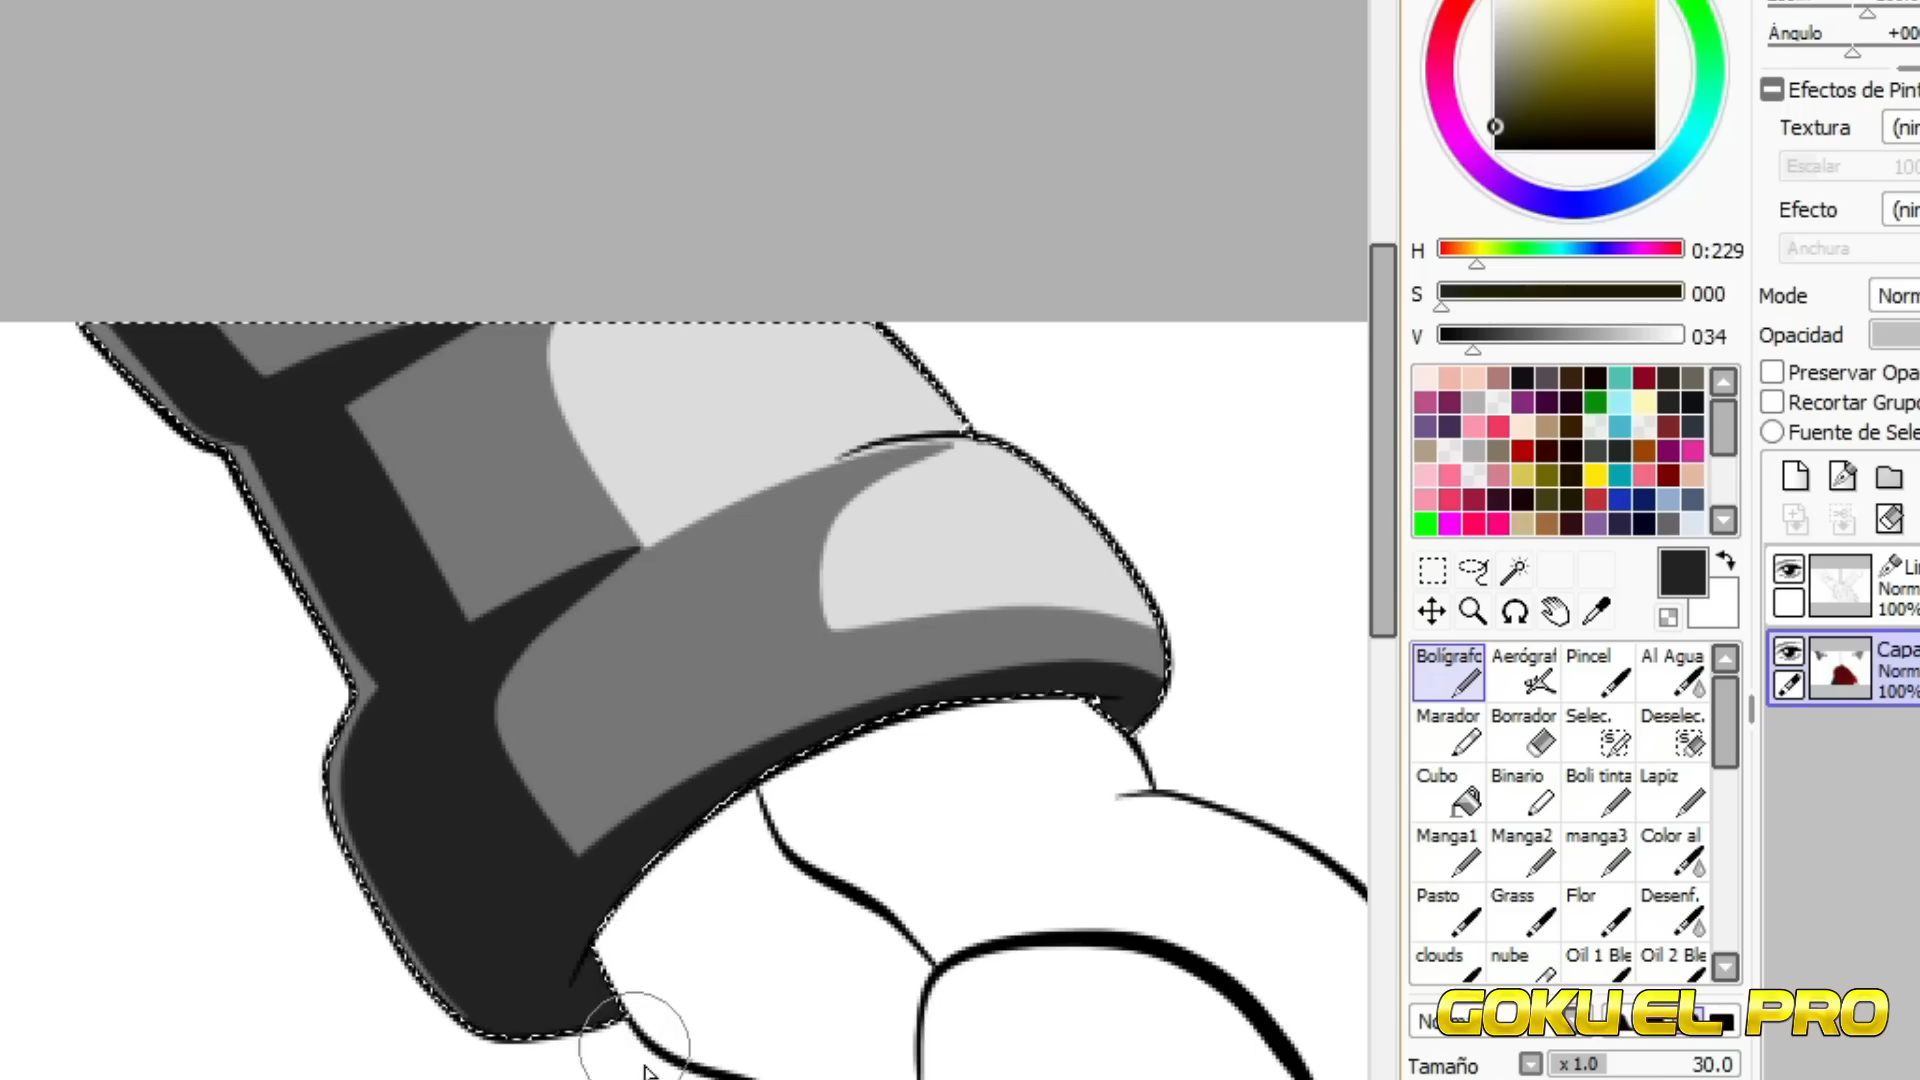 Ángulo +00
Efectos de Pint
Textura (nin
Escalar 100
Efecto (nin
Anchura
H 0:229
S 000
V 034
Mode Norm
Opacidad
Preservar Opa
Recortar Grupo
Fuente de Sele
Lin
Norm
100%
Capa
Norm
100%
Bolígrafo Aerógraf Pincel Al Agua
Marador Borrador Selec. Deselec.
Cubo Binario Boli tinta Lapiz
Manga1 Manga2 manga3 Color al
Pasto Grass Flor Desenf.
clouds nube Oil 1 Ble Oil 2 Ble
GOKU EL PRO
Tamaño x 1.0 30.0